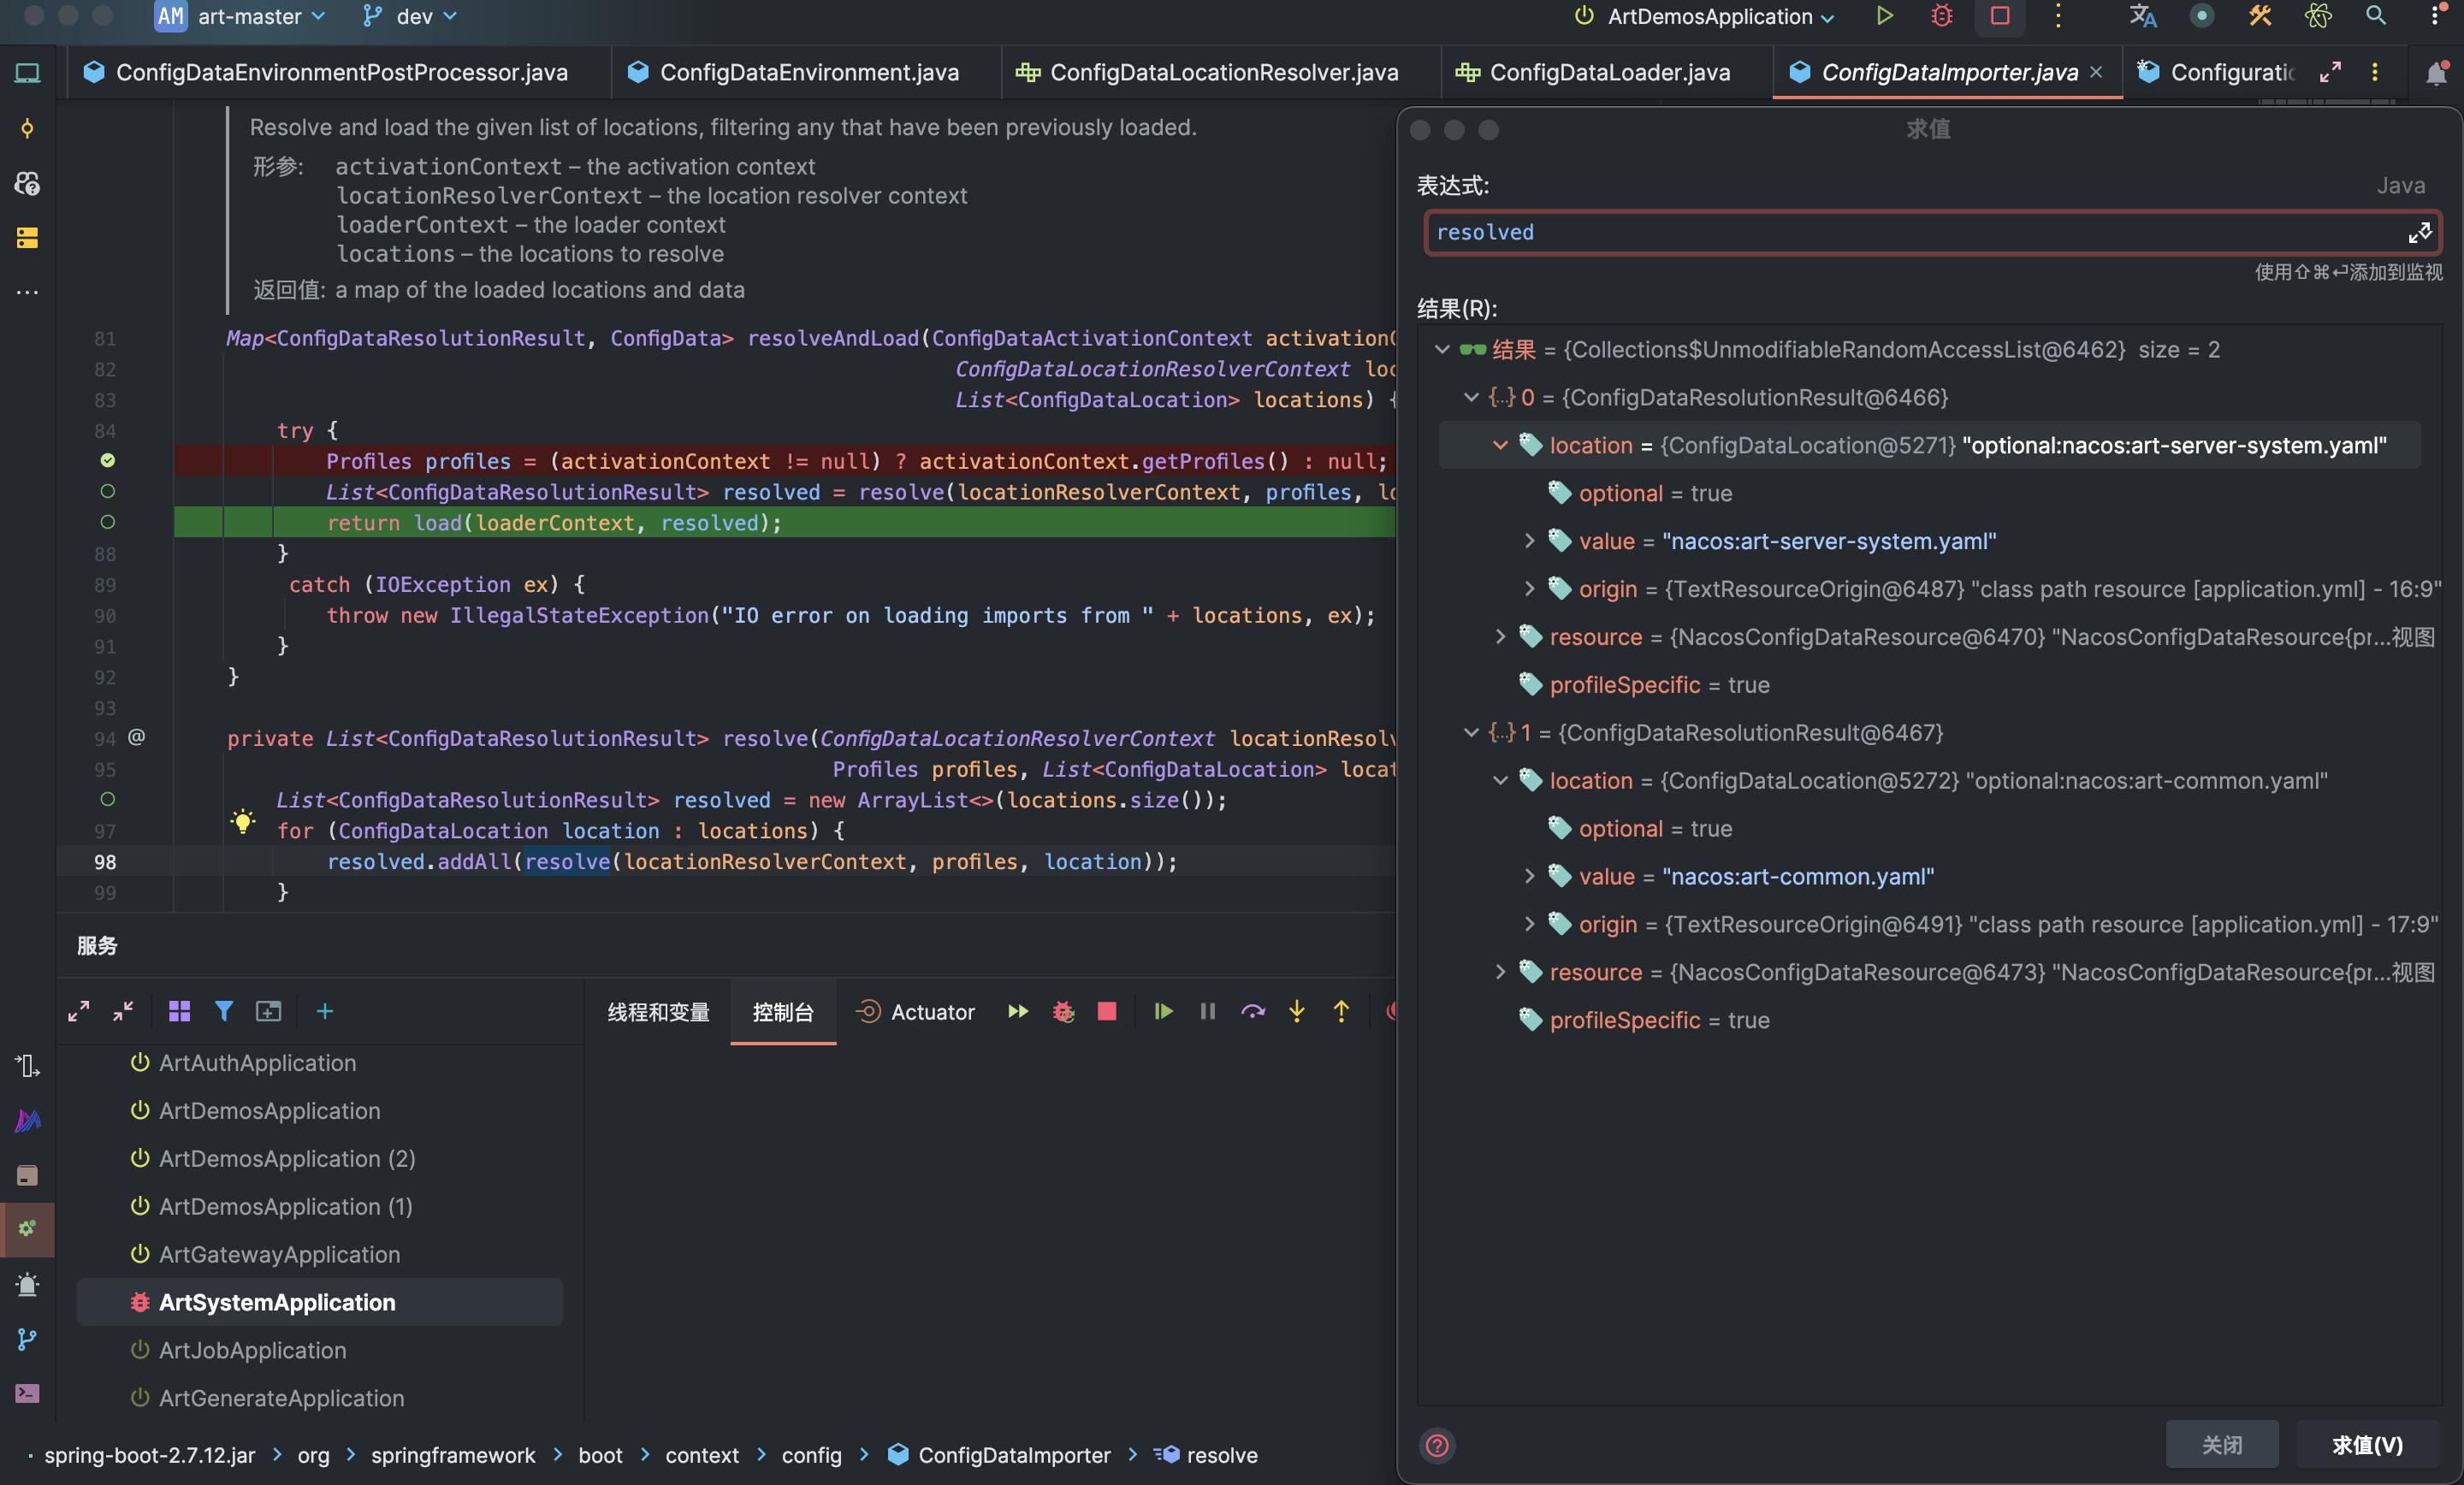 AM art-master dev ArtDemosApplication
ConfigDataEnvironmentPostProcessor.java ConfigDataEnvironment.java ConfigDataLocationResolver.java ConfigDataLoader.java ConfigDataImporter.java Configuratic
Resolve and load the given list of locations, filtering any that have been previously loaded.
形参: activationContext – the activation context
locationResolverContext – the location resolver context
loaderContext – the loader context
locations – the locations to resolve
返回值: a map of the loaded locations and data
81 Map<ConfigDataResolutionResult, ConfigData> resolveAndLoad(ConfigDataActivationContext activationC
82 ConfigDataLocationResolverContext loc
83 List<ConfigDataLocation> locations) {
84 try {
Profiles profiles = (activationContext != null) ? activationContext.getProfiles() : null;
List<ConfigDataResolutionResult> resolved = resolve(locationResolverContext, profiles, lo
return load(loaderContext, resolved);
88 }
89 catch (IOException ex) {
90 throw new IllegalStateException("IO error on loading imports from " + locations, ex);
91 }
92 }
93
94 @ private List<ConfigDataResolutionResult> resolve(ConfigDataLocationResolverContext locationResolv
95 Profiles profiles, List<ConfigDataLocation> locat
List<ConfigDataResolutionResult> resolved = new ArrayList<>(locations.size());
97 for (ConfigDataLocation location : locations) {
98 resolved.addAll(resolve(locationResolverContext, profiles, location));
99 }
求值
表达式: Java
resolved
使用⇧⌘⏎添加到监视
结果(R):
结果 = {Collections$UnmodifiableRandomAccessList@6462} size = 2
{...} 0 = {ConfigDataResolutionResult@6466}
location = {ConfigDataLocation@5271} "optional:nacos:art-server-system.yaml"
optional = true
value = "nacos:art-server-system.yaml"
origin = {TextResourceOrigin@6487} "class path resource [application.yml] - 16:9"
resource = {NacosConfigDataResource@6470} "NacosConfigDataResource{pr...视图
profileSpecific = true
{...} 1 = {ConfigDataResolutionResult@6467}
location = {ConfigDataLocation@5272} "optional:nacos:art-common.yaml"
optional = true
value = "nacos:art-common.yaml"
origin = {TextResourceOrigin@6491} "class path resource [application.yml] - 17:9"
resource = {NacosConfigDataResource@6473} "NacosConfigDataResource{pr...视图
profileSpecific = true
关闭 求值(V)
服务
线程和变量 控制台 Actuator
ArtAuthApplication
ArtDemosApplication
ArtDemosApplication (2)
ArtDemosApplication (1)
ArtGatewayApplication
ArtSystemApplication
ArtJobApplication
ArtGenerateApplication
spring-boot-2.7.12.jar > org > springframework > boot > context > config > ConfigDataImporter > resolve